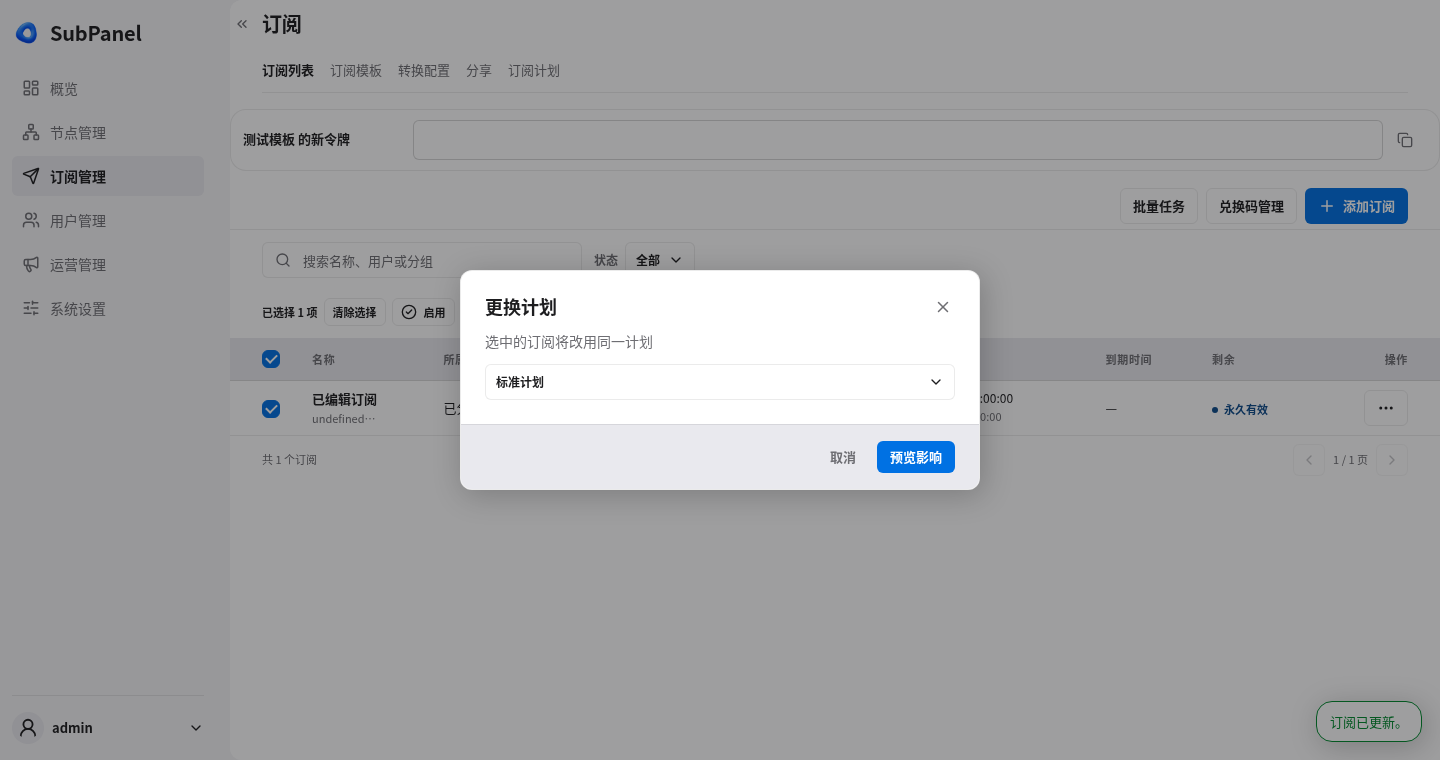 SubPanel
概览
节点管理
订阅管理
用户管理
运营管理
系统设置
admin
订阅
订阅列表 订阅模板 转换配置 分享 订阅计划
测试模板 的新令牌
批量任务 兑换码管理 添加订阅
搜索名称、用户或分组 状态 全部
已选择 1 项 清除选择 启用
名称 到期时间 剩余 操作
已编辑订阅 :00:00 — 永久有效
undefined… 0:00
共 1 个订阅 1 / 1 页
更换计划
选中的订阅将改用同一计划
标准计划
取消 预览影响
订阅已更新。